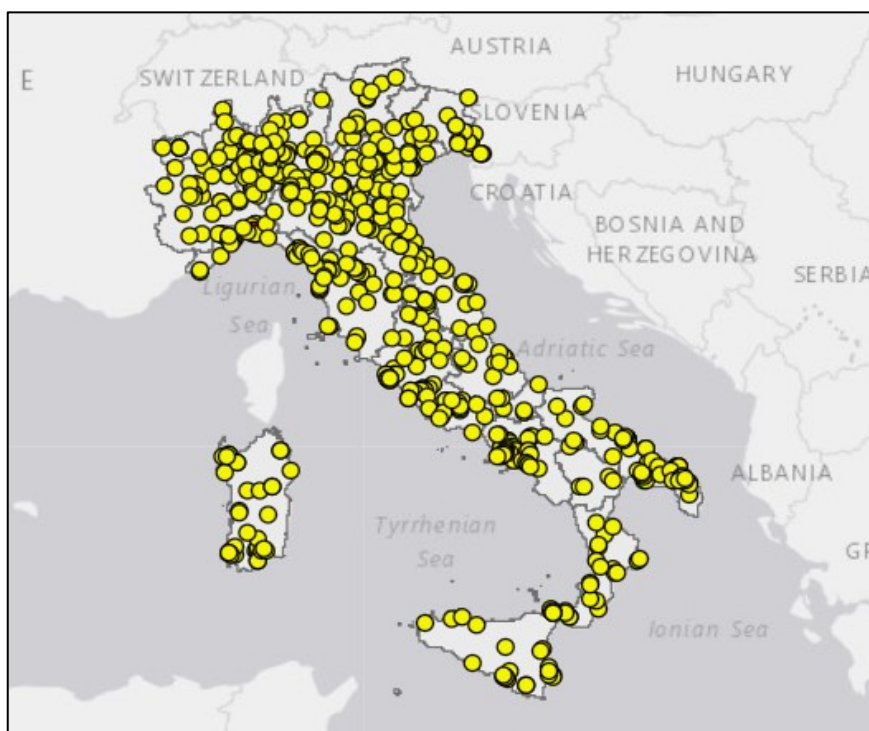 AUSTRIA
E
SWITZERLAND
HUNGARY
SLOVENIA
CROATIA
BOSNIA AND
HERZEGOVINA
SERBIA
Ligurian
Sea
Adriatic Sea
ALBANIA
Tyrrhenian
Sea
GR
Ionian Sea